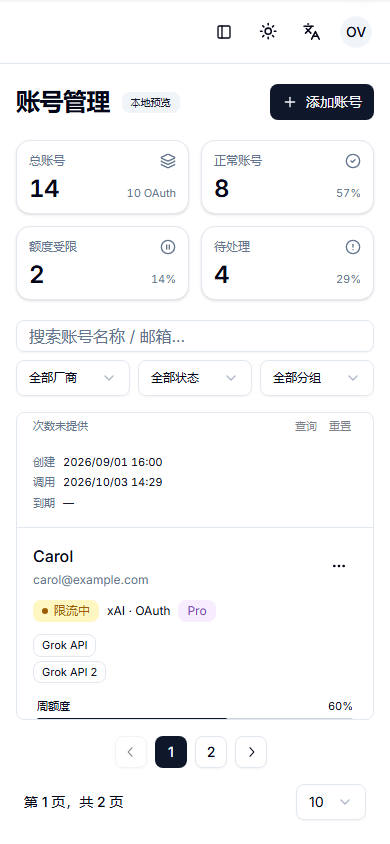 OV
账号管理 本地预览 添加账号
总账号
14 10 OAuth
正常账号
8 57%
额度受限
2 14%
待处理
4 29%
搜索账号名称 / 邮箱...
全部厂商 全部状态 全部分组
次数未提供 查询 重置
创建 2026/09/01 16:00
调用 2026/10/03 14:29
到期 —
Carol
carol@example.com
限流中 xAI · OAuth Pro
Grok API
Grok API 2
周额度 60%
1 2
第 1 页，共 2 页 10